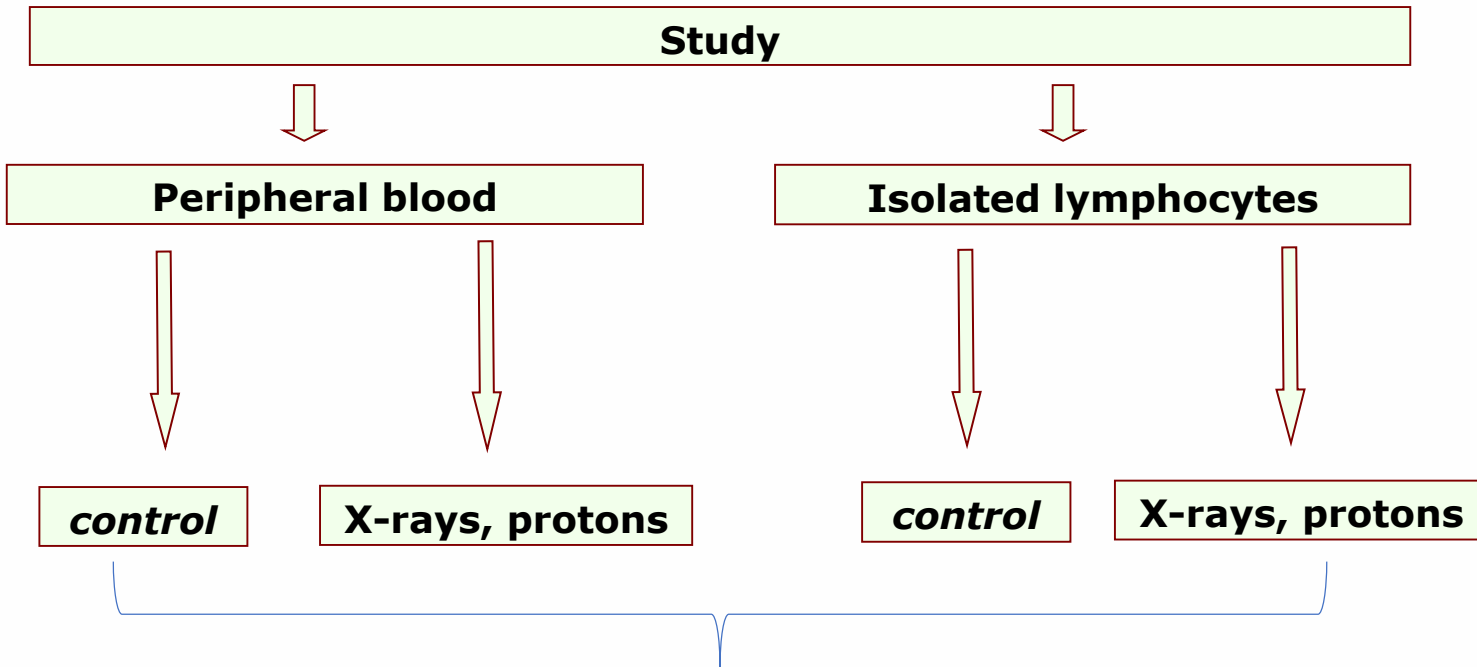 Study
Peripheral blood
Isolated lymphocytes
control
X-rays, protons
control
X-rays, protons